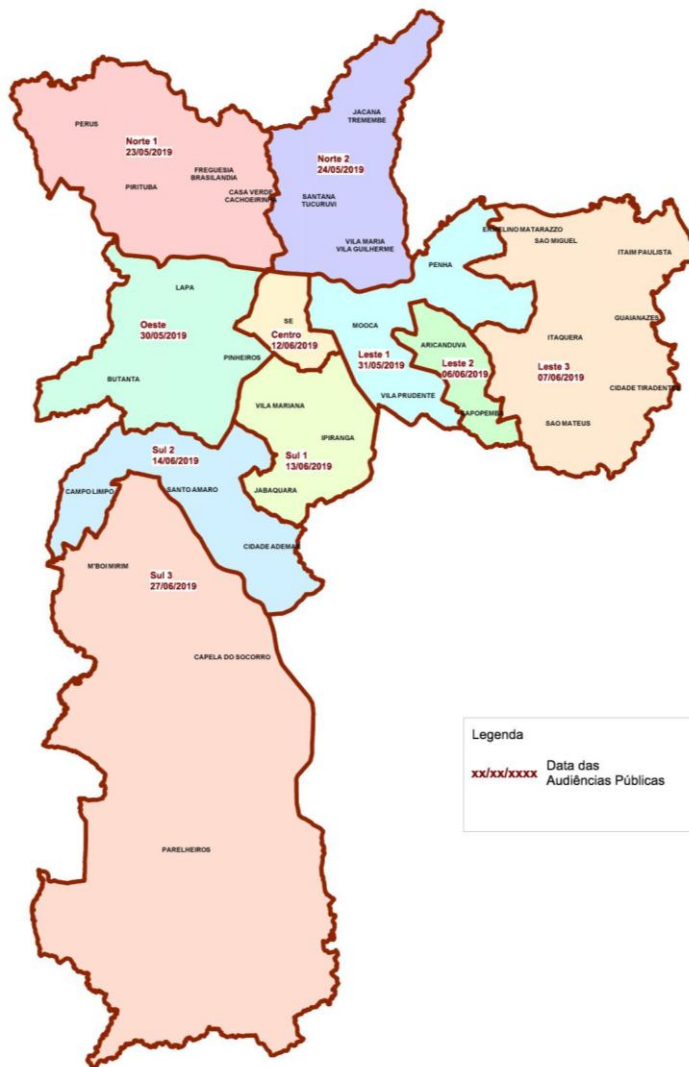 PERUS
Norte 1
23/05/2019
FREGUESIA
BRASILANDIA
PIRITUBA
CASA VERDE
CACHOEIRINHA
JACANA
TREMEMBE
Norte 2
24/05/2019
SANTANA
TUCURUVI
VILA MARIA
VILA GUILHERME
ERMELINO MATARAZZO
SAO MIGUEL
ITAIM PAULISTA
PENHA
LAPA
GUAIANAZES
Oeste
30/05/2019
SE
Centro
12/06/2019
MOOCA
ITAQUERA
ARICANDUVA
PINHEIROS
Leste 1
31/05/2019
Leste 2
06/06/2019
Leste 3
07/06/2019
BUTANTA
CIDADE TIRADENTES
VILA PRUDENTE
VILA MARIANA
SAPOPEMBA
SAO MATEUS
IPIRANGA
Sul 2
14/06/2019
Sul 1
13/06/2019
CAMPO LIMPO
SANTO AMARO
JABAQUARA
CIDADE ADEMAR
M'BOI MIRIM
Sul 3
27/06/2019
CAPELA DO SOCORRO
PARELHEIROS
Legenda
xx/xx/xxxx Data das
Audiências Públicas